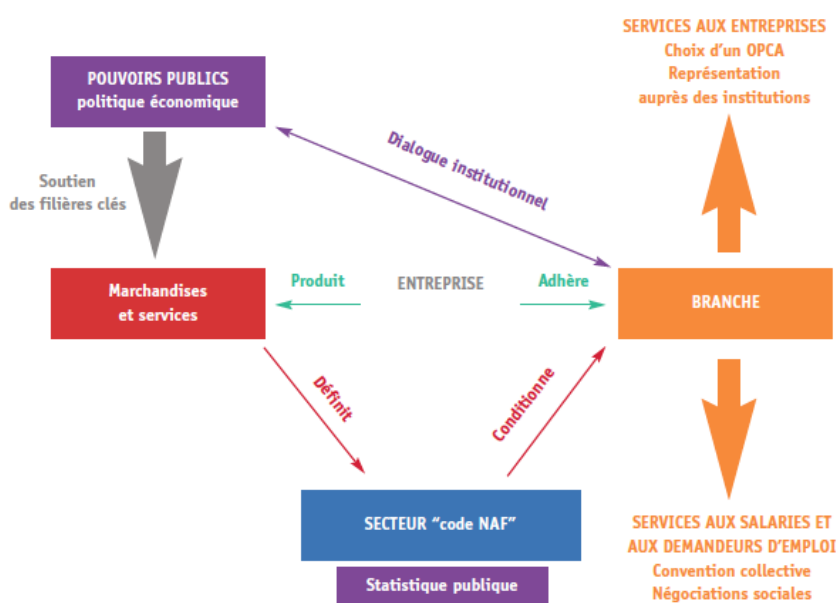 SERVICES AUX ENTREPRISES
Choix d'un OPCA
Représentation
auprès des institutions
POUVOIRS PUBLICS
politique économique
Dialogue institutionnel
Soutien
des filières clés
Marchandises
et services
Produit
ENTREPRISE
Adhère
BRANCHE
Définit
Conditionne
SECTEUR "code NAF"
Statistique publique
SERVICES AUX SALARIES ET
AUX DEMANDEURS D'EMPLOI
Convention collective
Négociations sociales